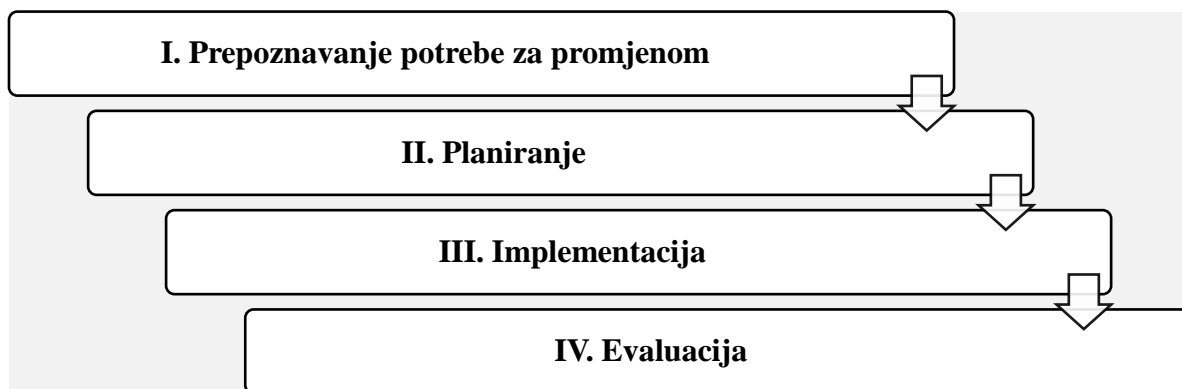 I. Prepoznavanje potrebe za promjenom
II. Planiranje
III. Implementacija
IV. Evaluacija